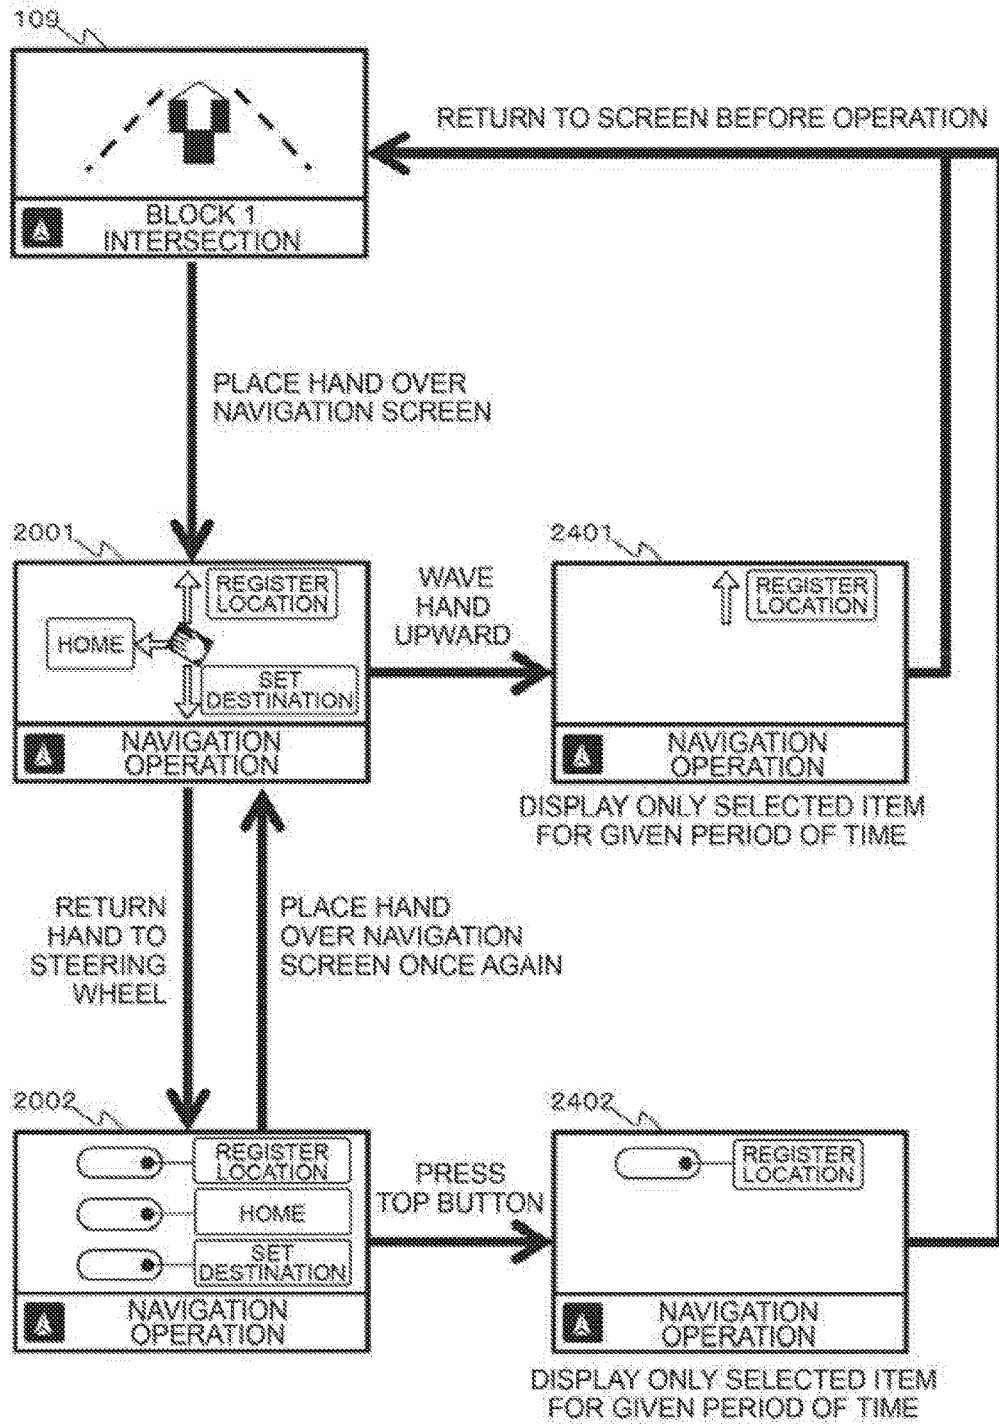 109
RETURN TO SCREEN BEFORE OPERATION
BLOCK 1
INTERSECTION
PLACE HAND OVER
NAVIGATION SCREEN
2001
REGISTER
LOCATION
HOME
SET
DESTINATION
NAVIGATION
OPERATION
WAVE
HAND
UPWARD
2401
REGISTER
LOCATION
NAVIGATION
OPERATION
DISPLAY ONLY SELECTED ITEM
FOR GIVEN PERIOD OF TIME
RETURN
HAND TO
STEERING
WHEEL
PLACE HAND
OVER NAVIGATION
SCREEN ONCE AGAIN
2002
REGISTER
LOCATION
HOME
SET
DESTINATION
NAVIGATION
OPERATION
PRESS
TOP BUTTON
2402
REGISTER
LOCATION
NAVIGATION
OPERATION
DISPLAY ONLY SELECTED ITEM
FOR GIVEN PERIOD OF TIME